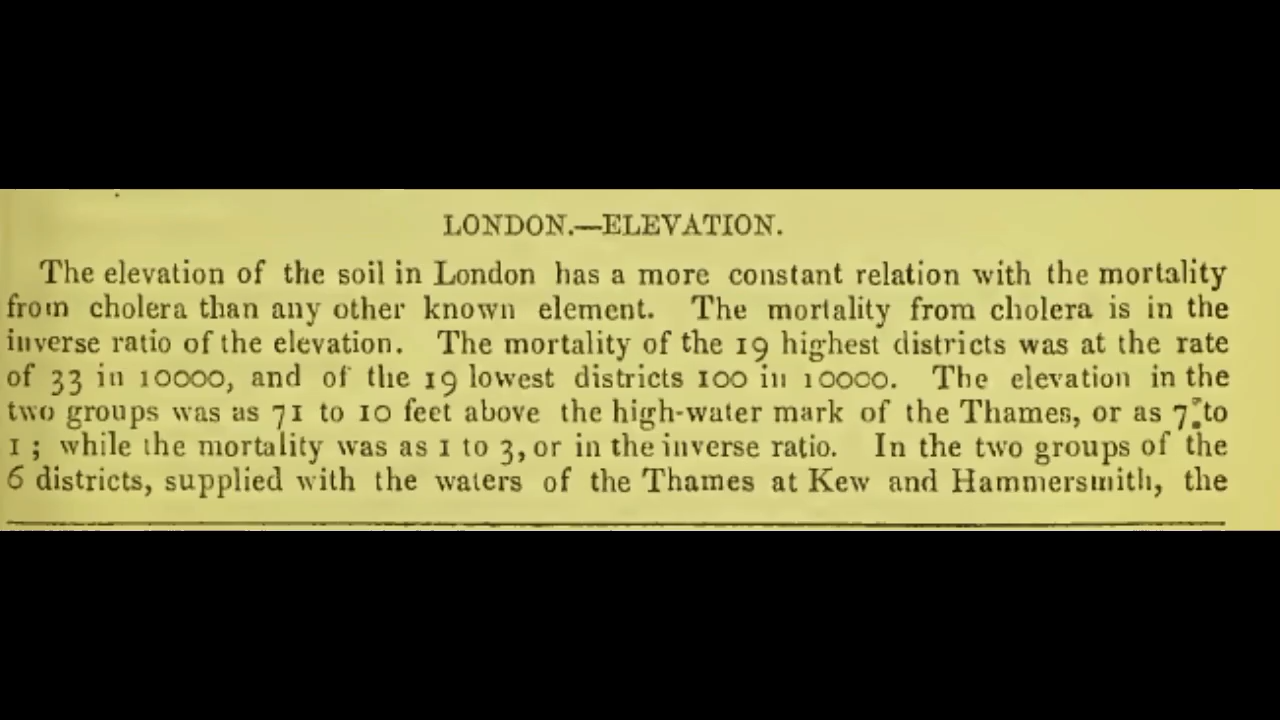 LONDON.—ELEVATION.
The elevation of the soil in London has a more constant relation with the mortality
from cholera than any other known element. The mortality from cholera is in the
inverse ratio of the elevation. The mortality of the 19 highest districts was at the rate
of 33 in 10000, and of the 19 lowest districts 100 in 10000. The elevation in the
two groups was as 71 to 10 feet above the high-water mark of the Thames, or as 7 to
1; while the mortality was as 1 to 3, or in the inverse ratio. In the two groups of the
6 districts, supplied with the waters of the Thames at Kew and Hammersmith, the